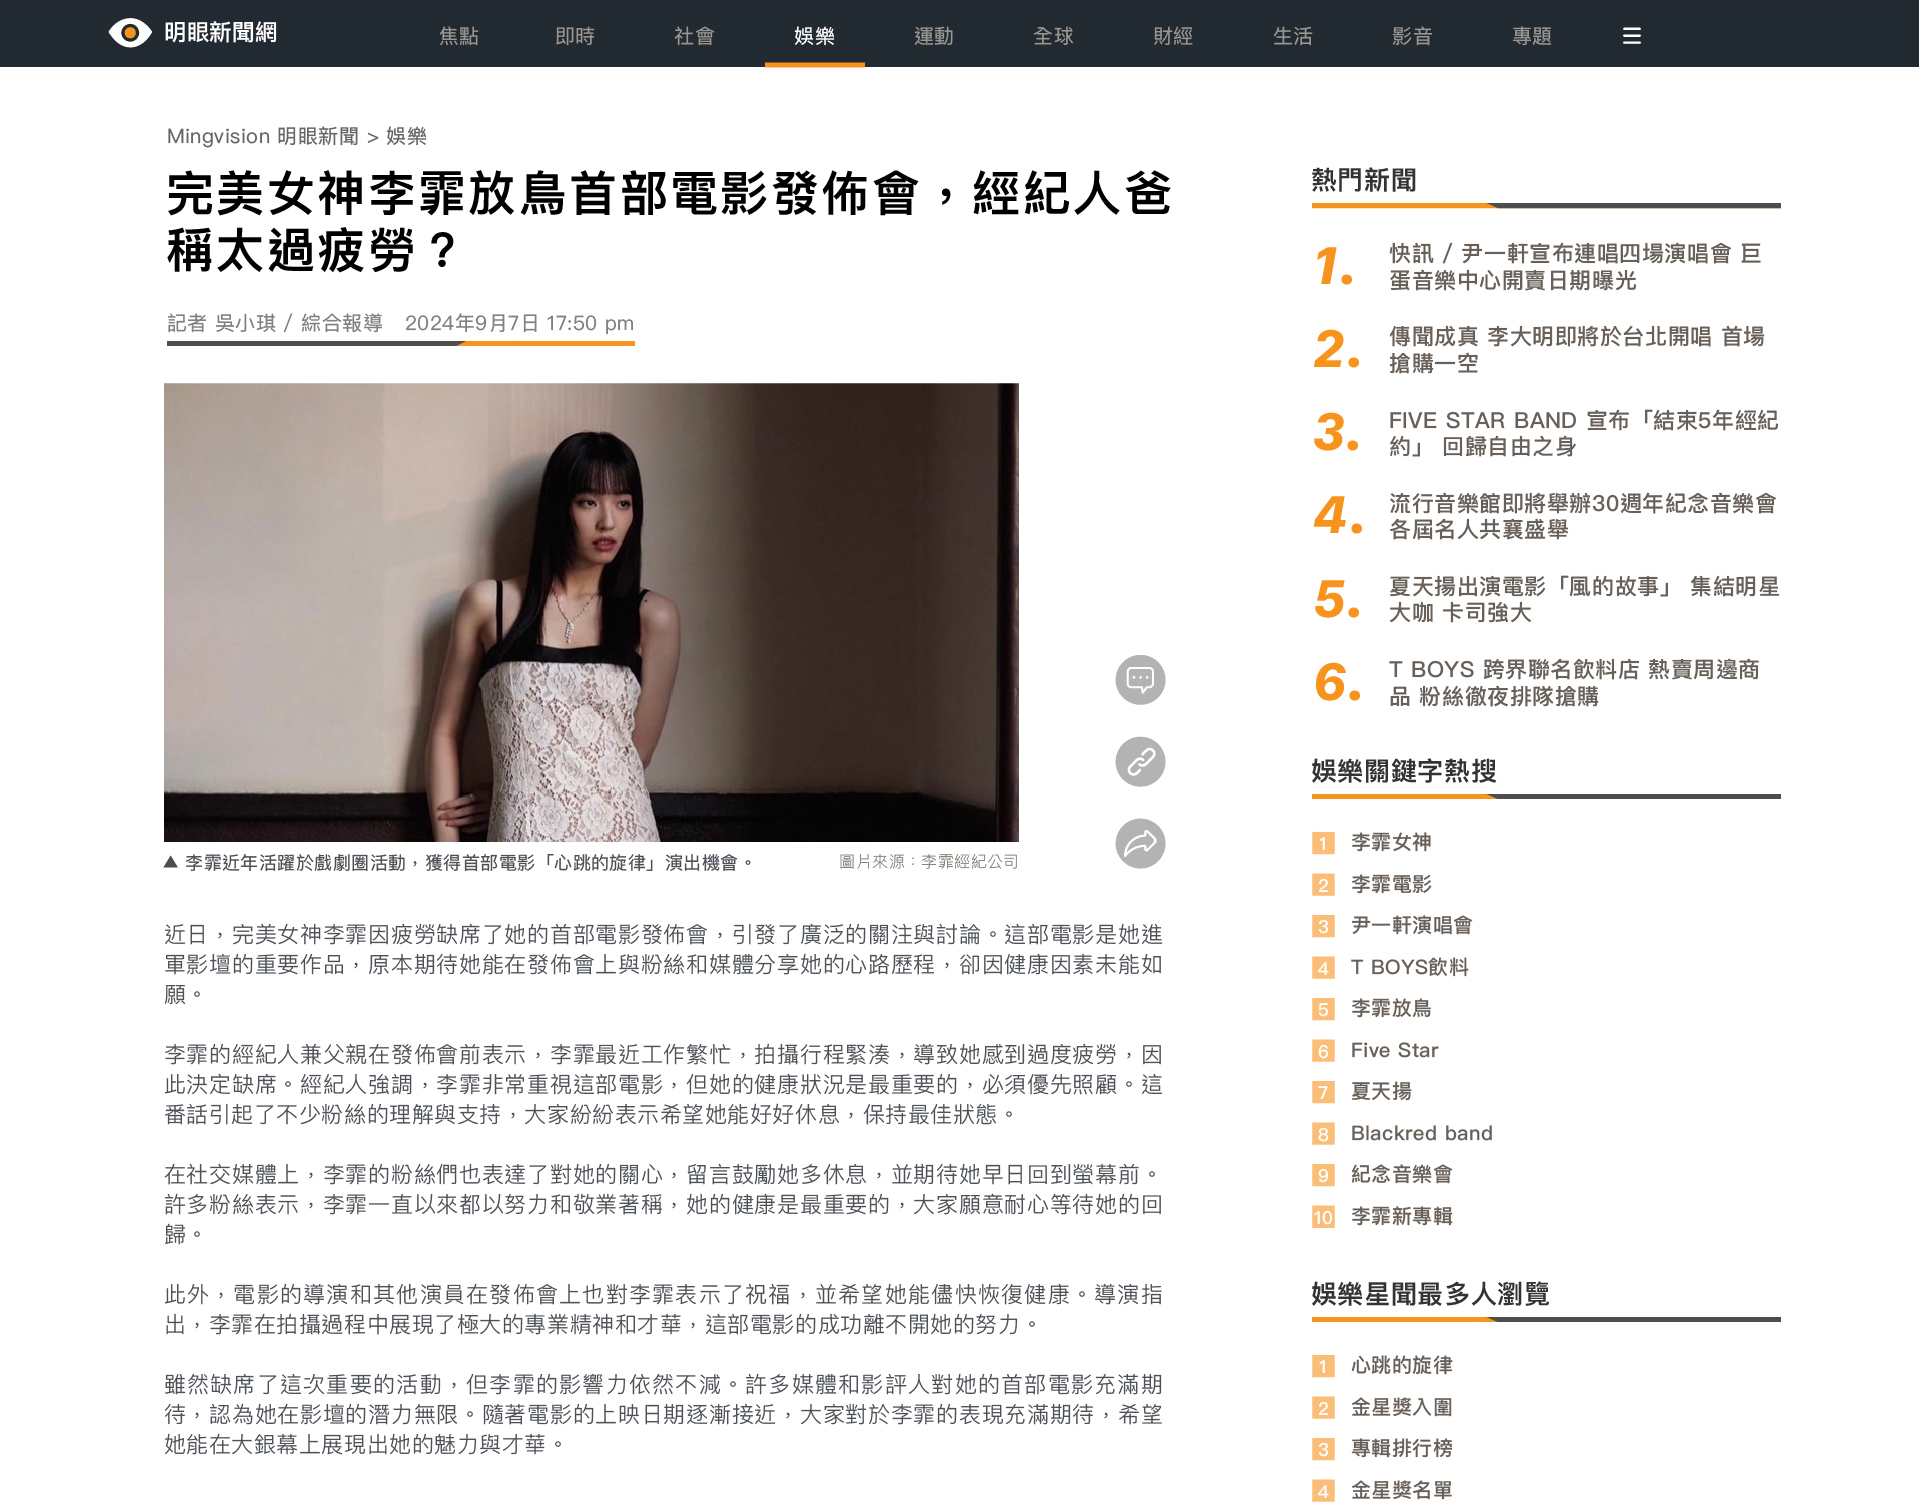 明眼新聞網
焦點
即時
社會
娛樂
運動
全球
財經
生活
影音
專題
Mingvision 明眼新聞 > 娛樂
完美女神李霏放鳥首部電影發佈會，經紀人爸
稱太過疲勞？
記者 吳小琪 / 綜合報導 2024年9月7日 17:50 pm
▲ 李霏近年活躍於戲劇圈活動，獲得首部電影「心跳的旋律」演出機會。
圖片來源：李霏經紀公司
近日，完美女神李霏因疲勞缺席了她的首部電影發佈會，引發了廣泛的關注與討論。這部電影是她進
軍影壇的重要作品，原本期待她能在發佈會上與粉絲和媒體分享她的心路歷程，卻因健康因素未能如
願。
李霏的經紀人兼父親在發佈會前表示，李霏最近工作繁忙，拍攝行程緊湊，導致她感到過度疲勞，因
此決定缺席。經紀人強調，李霏非常重視這部電影，但她的健康狀況是最重要的，必須優先照顧。這
番話引起了不少粉絲的理解與支持，大家紛紛表示希望她能好好休息，保持最佳狀態。
在社交媒體上，李霏的粉絲們也表達了對她的關心，留言鼓勵她多休息，並期待她早日回到螢幕前。
許多粉絲表示，李霏一直以來都以努力和敬業著稱，她的健康是最重要的，大家願意耐心等待她的回
歸。
此外，電影的導演和其他演員在發佈會上也對李霏表示了祝福，並希望她能儘快恢復健康。導演指
出，李霏在拍攝過程中展現了極大的專業精神和才華，這部電影的成功離不開她的努力。
雖然缺席了這次重要的活動，但李霏的影響力依然不減。許多媒體和影評人對她的首部電影充滿期
待，認為她在影壇的潛力無限。隨著電影的上映日期逐漸接近，大家對於李霏的表現充滿期待，希望
她能在大銀幕上展現出她的魅力與才華。
熱門新聞
1. 快訊 / 尹一軒宣布連唱四場演唱會 巨
蛋音樂中心開賣日期曝光
2. 傳聞成真 李大明即將於台北開唱 首場
搶購一空
3. FIVE STAR BAND 宣布「結束5年經紀
約」 回歸自由之身
4. 流行音樂館即將舉辦30週年紀念音樂會
各屆名人共襄盛舉
5. 夏天揚出演電影「風的故事」 集結明星
大咖 卡司強大
6. T BOYS 跨界聯名飲料店 熱賣周邊商
品 粉絲徹夜排隊搶購
娛樂關鍵字熱搜
1 李霏女神
2 李霏電影
3 尹一軒演唱會
4 T BOYS飲料
5 李霏放鳥
6 Five Star
7 夏天揚
8 Blackred band
9 紀念音樂會
10 李霏新專輯
娛樂星聞最多人瀏覽
1 心跳的旋律
2 金星獎入圍
3 專輯排行榜
4 金星獎名單